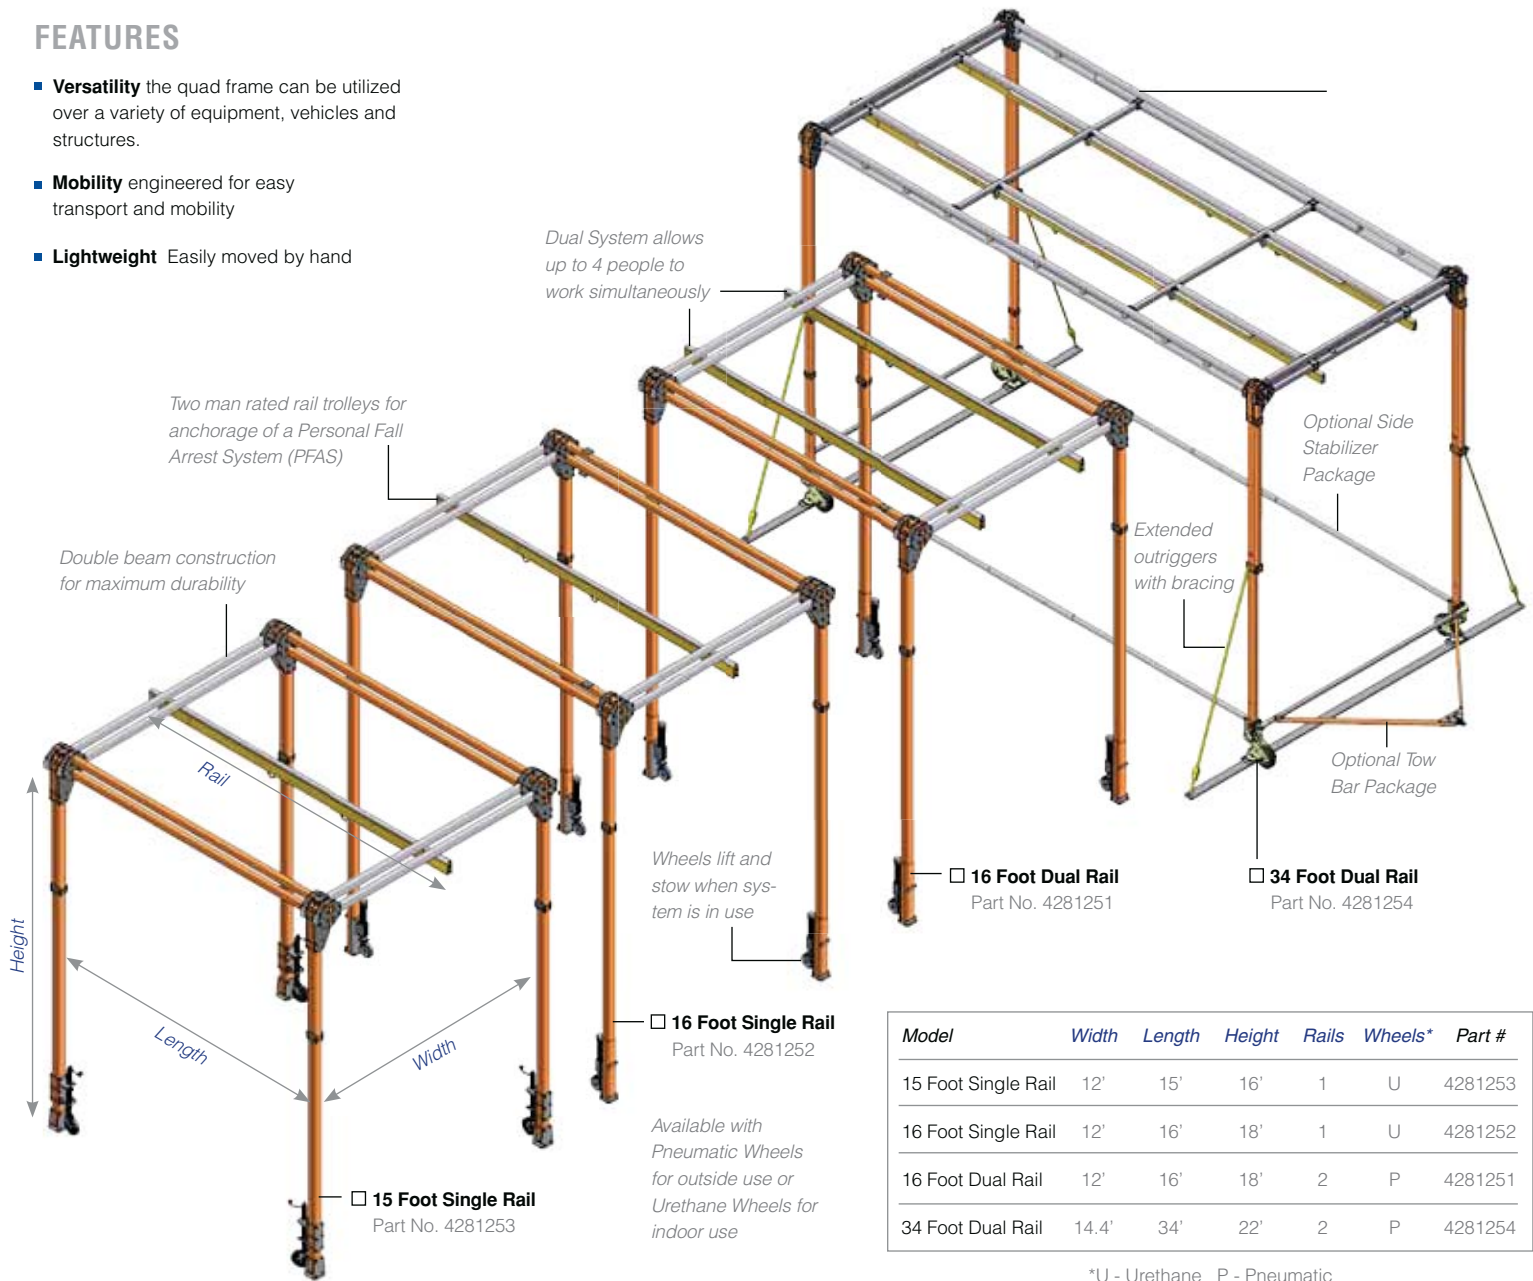 FEATURES
Versatility the quad frame can be utilized
over a variety of equipment, vehicles and
structures.
Mobility engineered for easy
transport and mobility
Lightweight Easily moved by hand
Dual System allows
up to 4 people to
work simultaneously
Two man rated rail trolleys for
anchorage of a Personal Fall
Arrest System (PFAS)
Double beam construction
for maximum durability
Optional Side
Stabilizer
Package
Extended
outriggers
with bracing
Optional Tow
Bar Package
Rail
Height
Length
Width
Wheels lift and
stow when sys-
tem is in use
☐ 16 Foot Dual Rail
Part No. 4281251
☐ 34 Foot Dual Rail
Part No. 4281254
☐ 16 Foot Single Rail
Part No. 4281252
☐ 15 Foot Single Rail
Part No. 4281253
Available with
Pneumatic Wheels
for outside use or
Urethane Wheels for
indoor use
Model Width Length Height Rails Wheels* Part #
15 Foot Single Rail 12’ 15’ 16’ 1 U 4281253
16 Foot Single Rail 12’ 16’ 18’ 1 U 4281252
16 Foot Dual Rail 12’ 16’ 18’ 2 P 4281251
34 Foot Dual Rail 14.4’ 34’ 22’ 2 P 4281254
*U - Urethane P - Pneumatic